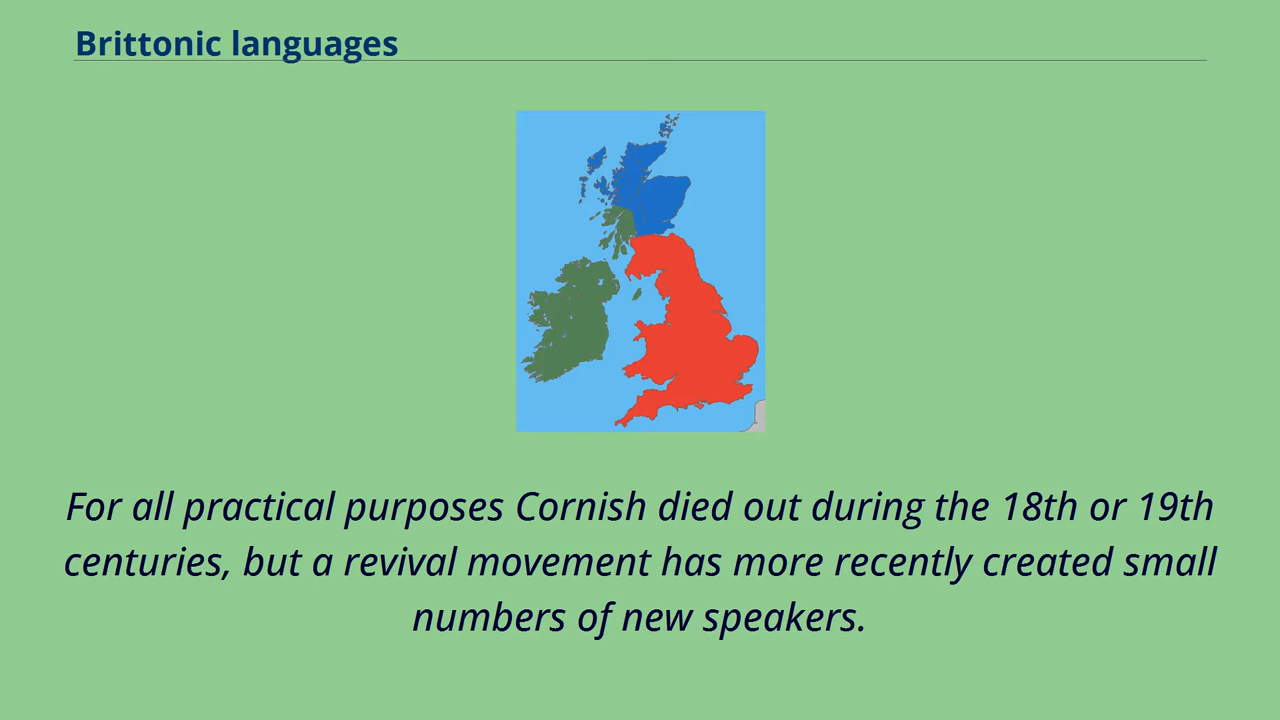 Brittonic languages
For all practical purposes Cornish died out during the 18th or 19th
centuries, but a revival movement has more recently created small
numbers of new speakers.